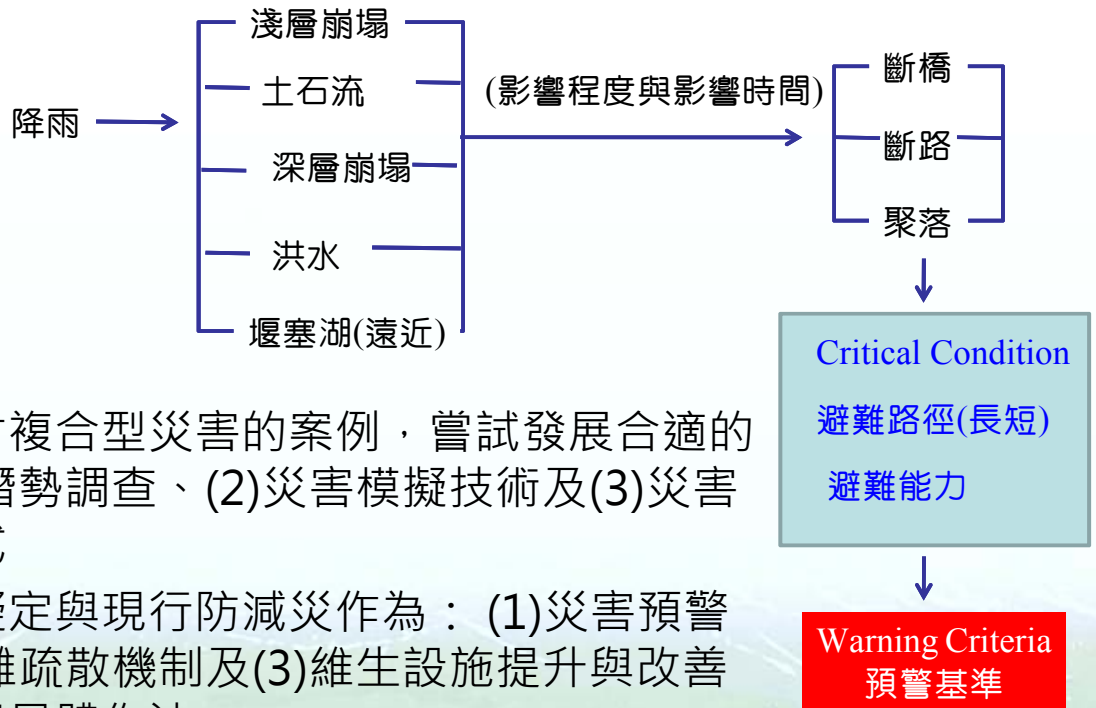 降雨
淺層崩塌
土石流
深層崩塌
洪水
堰塞湖(遠近)
(影響程度與影響時間)
斷橋
斷路
聚落
Critical Condition
避難路徑(長短)
避難能力
Warning Criteria
預警基準
複合型災害的案例，嘗試發展合適的
潛勢調查、(2)災害模擬技術及(3)災害
定與現行防減災作為： (1)災害預警
疏散機制及(3)維生設施提升與改善